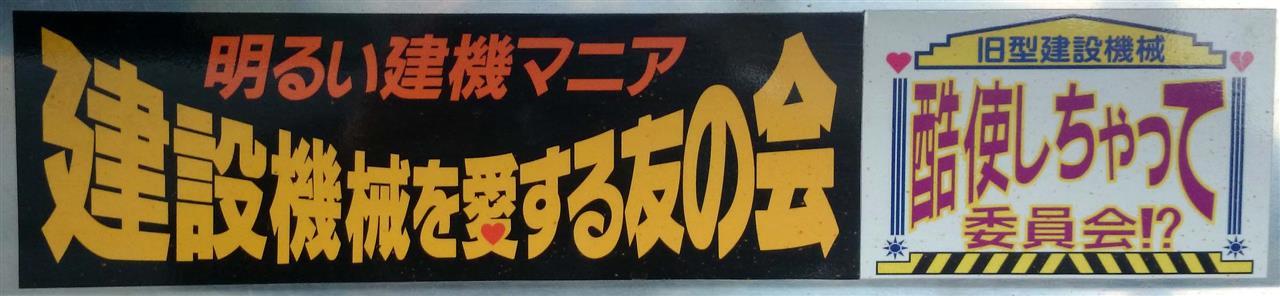 明るい建機マニア
建設機械を愛する友の会
旧型建設機械
酷使しちゃって
委員会!?